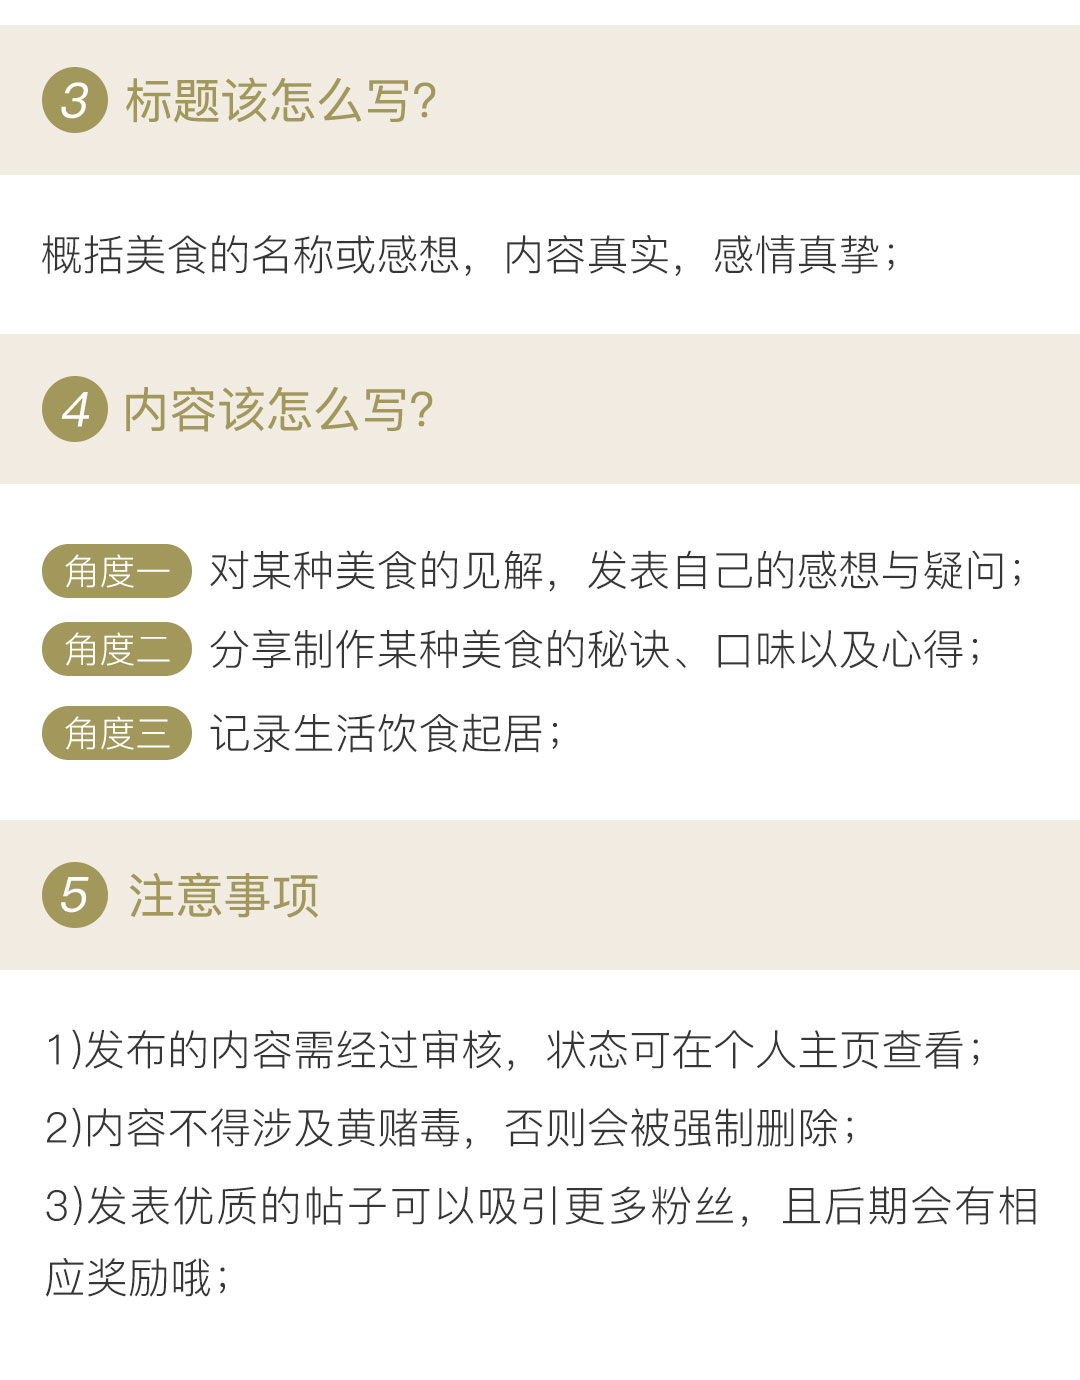 3 标题该怎么写?
概括美食的名称或感想，内容真实，感情真挚；
4 内容该怎么写?
角度一 对某种美食的见解，发表自己的感想与疑问；
角度二 分享制作某种美食的秘诀、口味以及心得；
角度三 记录生活饮食起居；
5 注意事项
1)发布的内容需经过审核，状态可在个人主页查看；
2)内容不得涉及黄赌毒，否则会被强制删除；
3)发表优质的帖子可以吸引更多粉丝，且后期会有相
应奖励哦；